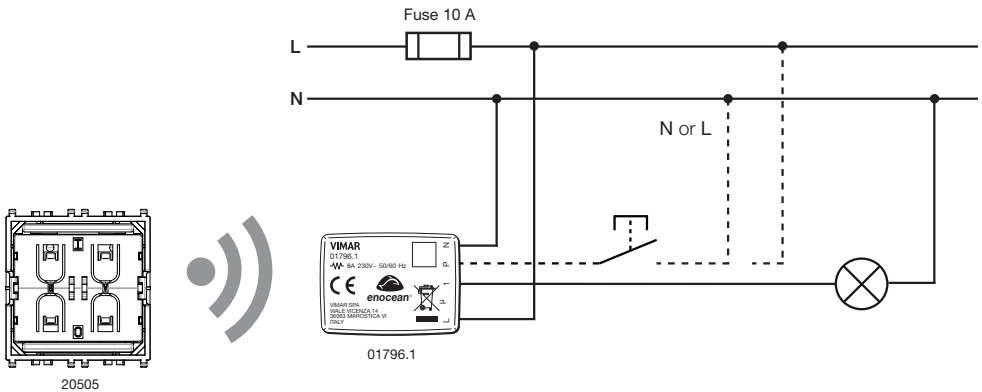 Fuse 10 A
L
N
N or L
VIMAR
01796.1
8A 230V~ 50/60 Hz
CE
enocean®
VIMAR SPA
VIALE VICENZA 14
36063 MAROSTICA VI
ITALY
N
P
1
µ
L
I
O
01796.1
20505